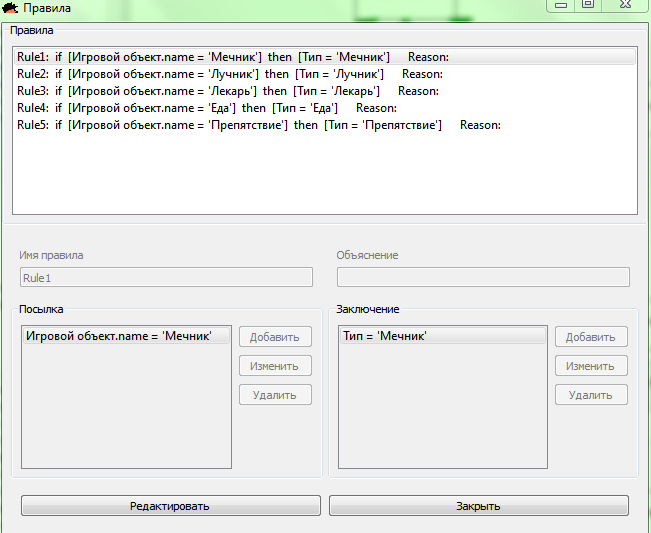 Правила
Правила
Rule1: if [Игровой объект.name = 'Мечник'] then [Тип = 'Мечник'] Reason:
Rule2: if [Игровой объект.name = 'Лучник'] then [Тип = 'Лучник'] Reason:
Rule3: if [Игровой объект.name = 'Лекарь'] then [Тип = 'Лекарь'] Reason:
Rule4: if [Игровой объект.name = 'Еда'] then [Тип = 'Еда'] Reason:
Rule5: if [Игровой объект.name = 'Препятствие'] then [Тип = 'Препятствие'] Reason:
Имя правила Объяснение
Rule1
Посылка Заключение
Игровой объект.name = 'Мечник' Добавить Тип = 'Мечник' Добавить
Изменить Изменить
Удалить Удалить
Редактировать Закрыть